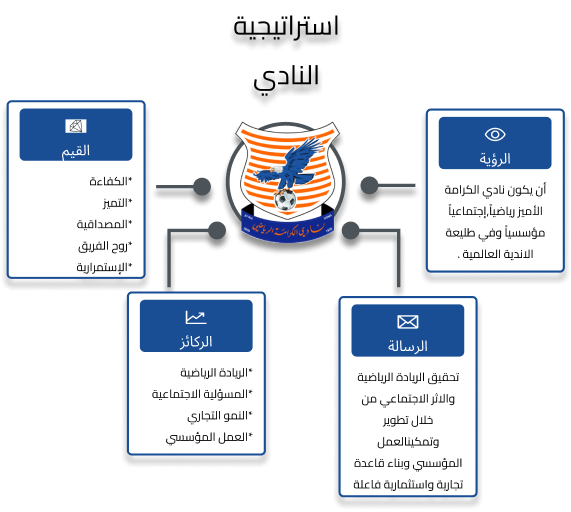 استراتيجية
النادي
الرؤية
أن يكون نادي الكرامة
الأميز رياضياً,إجتماعياً
مؤسسياً وفي طليعة
الاندية العالمية .
القيم
*الكفاءة
*التميز
*المصداقية
*روح الفريق
*الإستمرارية
نادي الكرامة الرياضي
الرسالة
تحقيق الريادة الرياضية
والاثر الاجتماعي من
خلال تطوير
وتمكينالعمل
المؤسسي وبناء قاعدة
تجارية واستثمارية فاعلة
الركائز
*الريادة الرياضية
*المسؤلية الاجتماعية
*النمو التجاري
*العمل المؤسسي